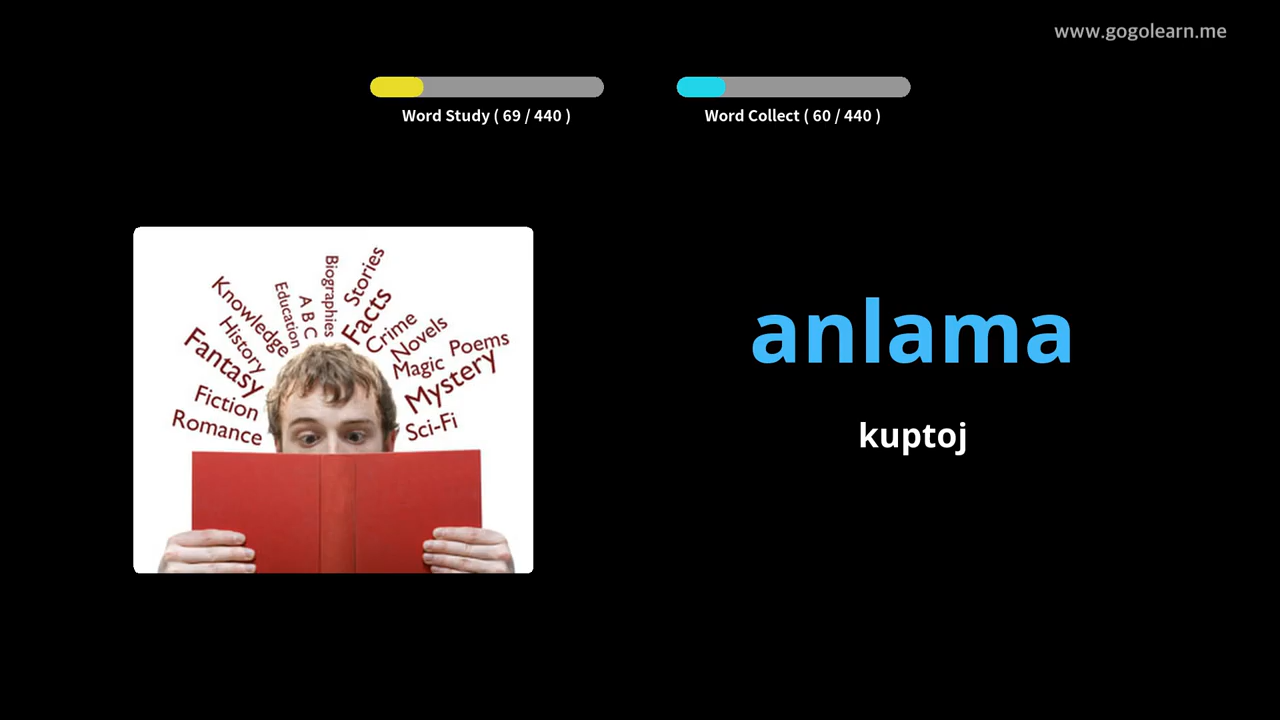 www.gogolearn.me
Word Study ( 69 / 440 )
Word Collect ( 60 / 440 )
Biographies
Stories
Education
A B C
Facts
Knowledge
Crime
History
Novels
Poems
Fantasy
Magic
Mystery
Fiction
Romance
Sci-Fi
anlama
kuptoj